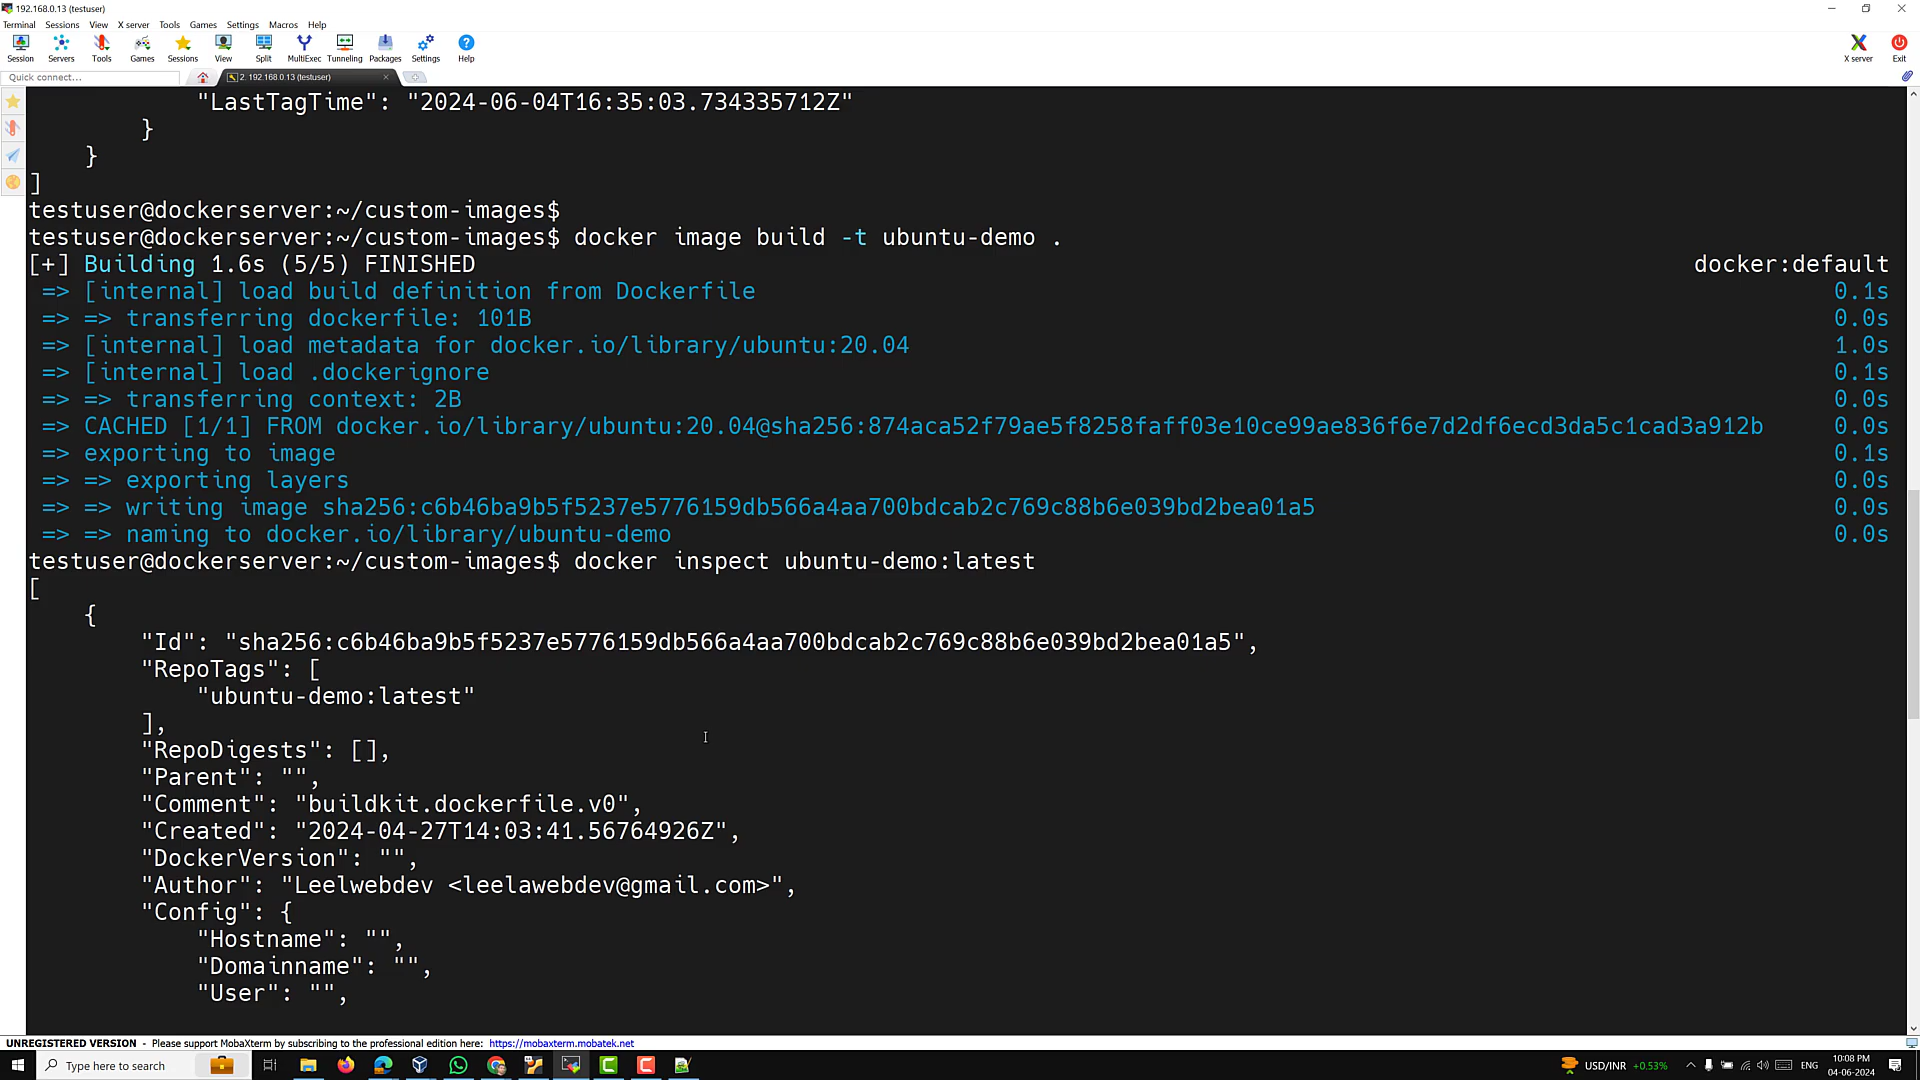 192.168.0.13 (testuser)
Terminal Sessions View X server Tools Games Settings Macros Help
Session Servers Tools Games Sessions View Split MultiExec Tunneling Packages Settings Help X server Exit
Quick connect... 2. 192.168.0.13 (testuser)
"LastTagTime": "2024-06-04T16:35:03.734335712Z"
}
}
]
testuser@dockerserver:~/custom-images$
testuser@dockerserver:~/custom-images$ docker image build -t ubuntu-demo .
[+] Building 1.6s (5/5) FINISHED docker:default
=> [internal] load build definition from Dockerfile 0.1s
=> => transferring dockerfile: 101B 0.0s
=> [internal] load metadata for docker.io/library/ubuntu:20.04 1.0s
=> [internal] load .dockerignore 0.1s
=> => transferring context: 2B 0.0s
=> CACHED [1/1] FROM docker.io/library/ubuntu:20.04@sha256:874aca52f79ae5f8258faff03e10ce99ae836f6e7d2df6ecd3da5c1cad3a912b 0.0s
=> exporting to image 0.1s
=> => exporting layers 0.0s
=> => writing image sha256:c6b46ba9b5f5237e5776159db566a4aa700bdcab2c769c88b6e039bd2bea01a5 0.0s
=> => naming to docker.io/library/ubuntu-demo 0.0s
testuser@dockerserver:~/custom-images$ docker inspect ubuntu-demo:latest
[
{
"Id": "sha256:c6b46ba9b5f5237e5776159db566a4aa700bdcab2c769c88b6e039bd2bea01a5",
"RepoTags": [
"ubuntu-demo:latest"
],
"RepoDigests": [],
"Parent": "",
"Comment": "buildkit.dockerfile.v0",
"Created": "2024-04-27T14:03:41.56764926Z",
"DockerVersion": "",
"Author": "Leelwebdev <leelawebdev@gmail.com>",
"Config": {
"Hostname": "",
"Domainname": "",
"User": "",
UNREGISTERED VERSION - Please support MobaXterm by subscribing to the professional edition here: https://mobaxterm.mobatek.net
Type here to search USD/INR +0.53% ENG 10:08 PM
04-06-2024